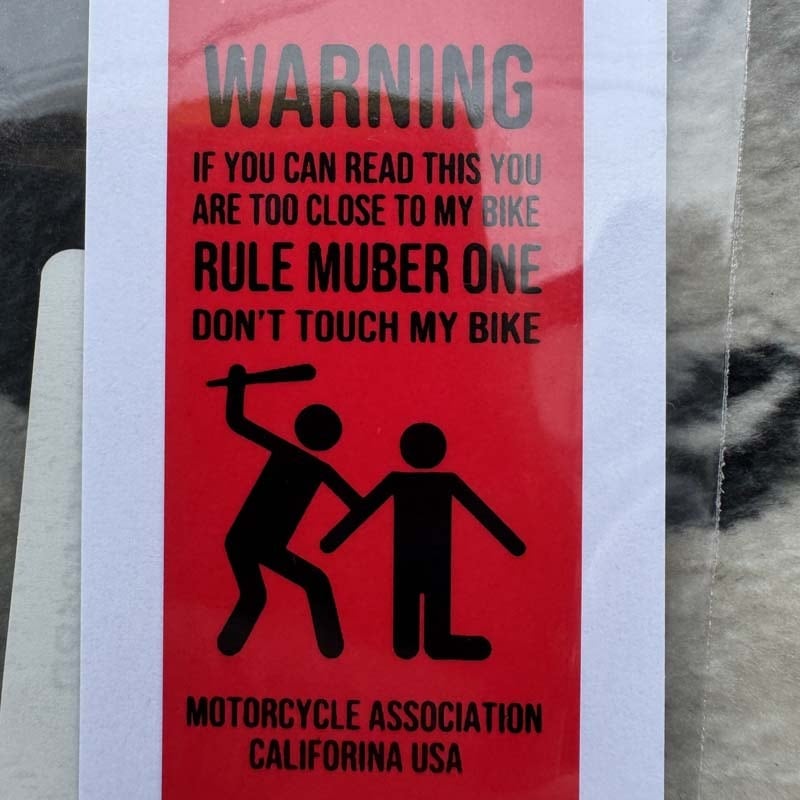 WARNING
IF YOU CAN READ THIS YOU
ARE TOO CLOSE TO MY BIKE
RULE MUBER ONE
DON'T TOUCH MY BIKE
MOTORCYCLE ASSOCIATION
CALIFORINA USA